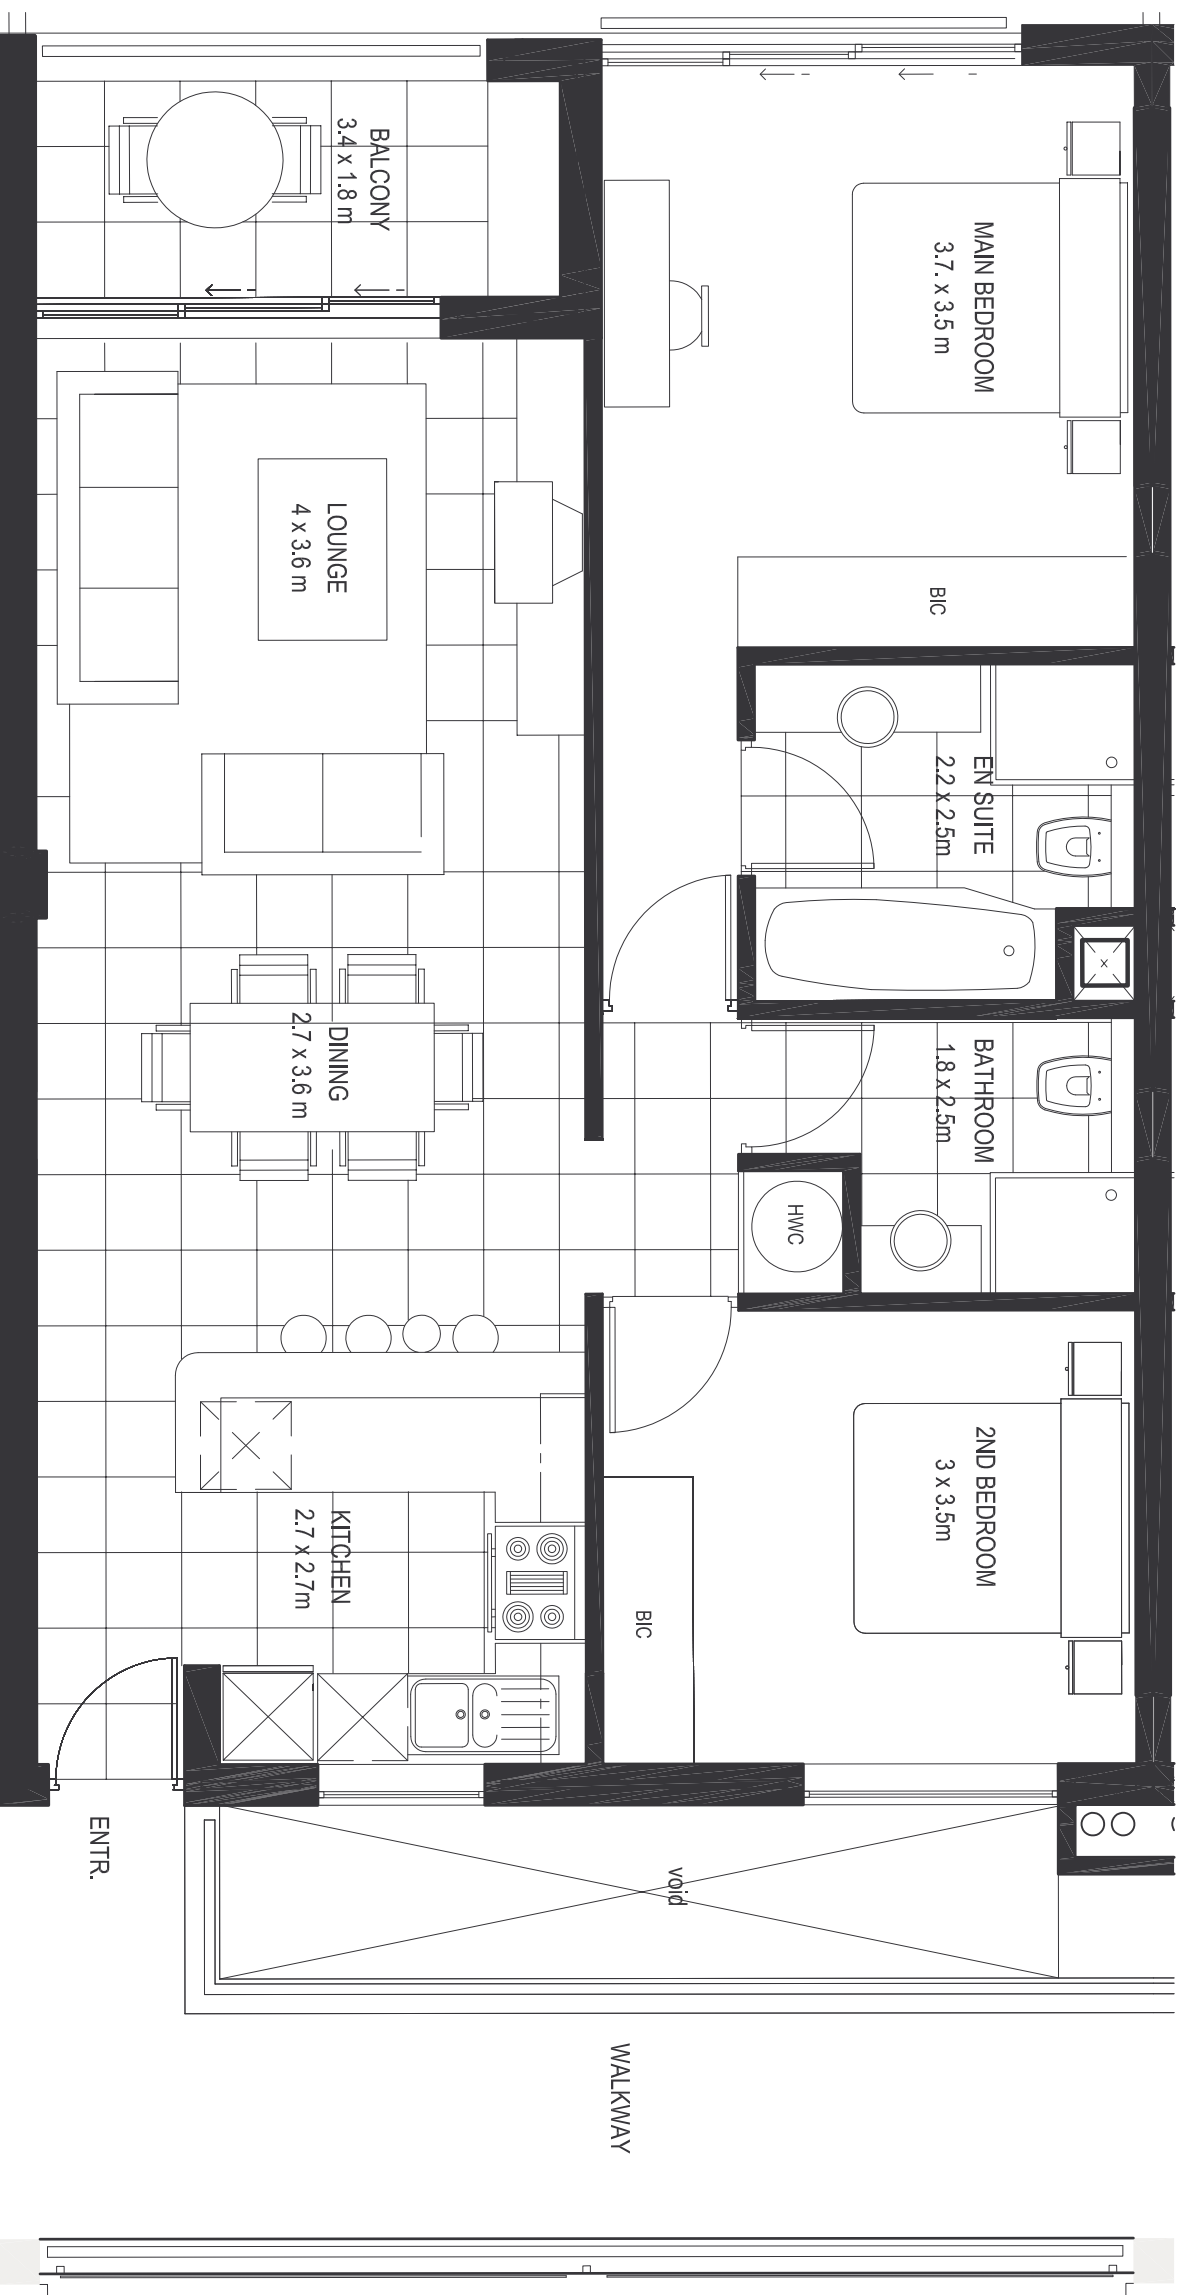 BALCONY
3.4 x 1.8 m
MAIN BEDROOM
3.7. x 3.5 m
LOUNGE
4 x 3.6 m
BIC
EN SUITE
2.2 x 2.5m
DINING
2.7 x 3.6 m
BATHROOM
1.8 x 2.5m
HWC
KITCHEN
2.7 x 2.7m
2ND BEDROOM
3 x 3.5m
BIC
ENTR.
void
WALKWAY